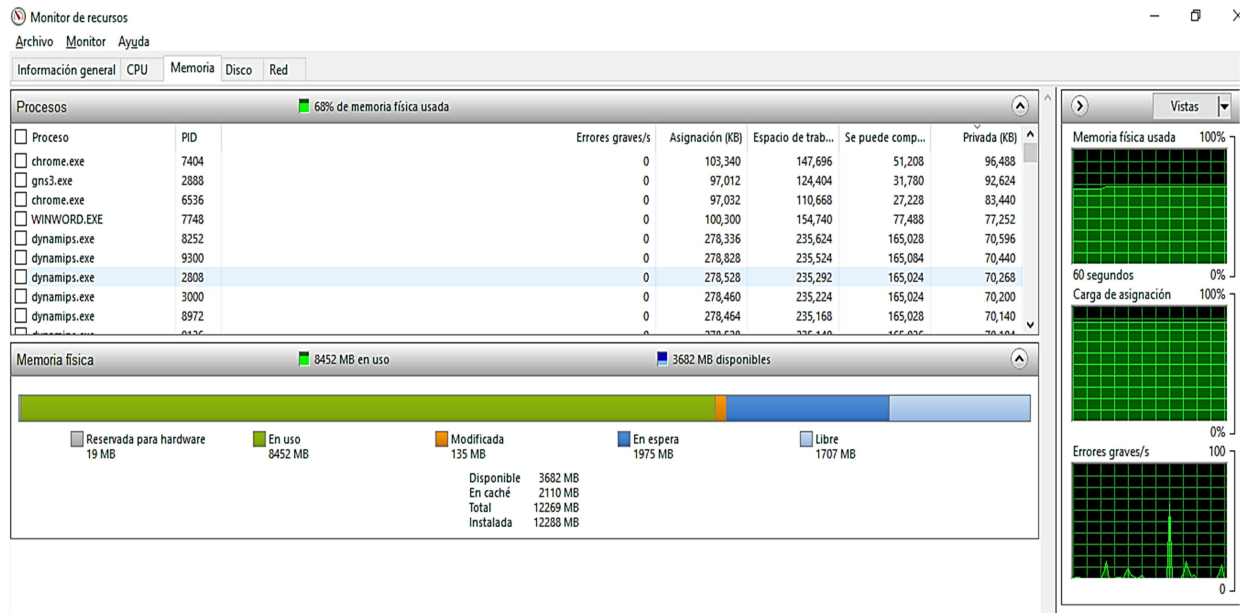 Monitor de recursos
Archivo Monitor Ayuda
Información general CPU Memoria Disco Red
Procesos 68% de memoria física usada
Proceso PID Errores graves/s Asignación (KB) Espacio de trab... Se puede comp... Privada (KB)
chrome.exe 7404 0 103,340 147,696 51,208 96,488
gns3.exe 2888 0 97,012 124,404 31,780 92,624
chrome.exe 6536 0 97,032 110,668 27,228 83,440
WINWORD.EXE 7748 0 100,300 154,740 77,488 77,252
dynamips.exe 8252 0 278,336 235,624 165,028 70,596
dynamips.exe 9300 0 278,828 235,524 165,084 70,440
dynamips.exe 2808 0 278,528 235,292 165,024 70,268
dynamips.exe 3000 0 278,460 235,224 165,024 70,200
dynamips.exe 8972 0 278,464 235,168 165,028 70,140
Memoria física 8452 MB en uso 3682 MB disponibles
Reservada para hardware En uso Modificada En espera Libre
19 MB 8452 MB 135 MB 1975 MB 1707 MB
Disponible 3682 MB
En caché 2110 MB
Total 12269 MB
Instalada 12288 MB
Vistas
Memoria física usada 100%
60 segundos 0%
Carga de asignación 100%
0%
Errores graves/s 100
0